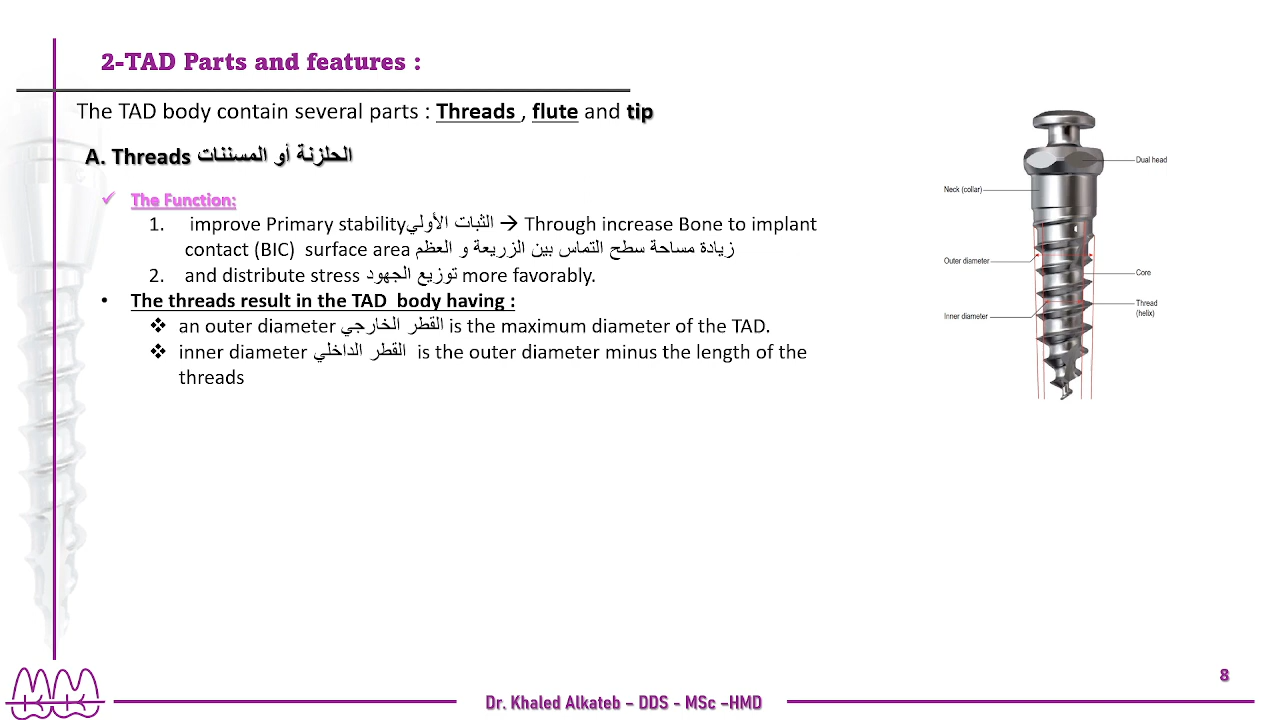 2-TAD Parts and features :
The TAD body contain several parts : Threads , flute and tip
A. Threads الحلزنة أو المسننات
✓ The Function:
1. improve Primary stability الثبات الأولي → Through increase Bone to implant
contact (BIC) surface area زيادة مساحة سطح التماس بين الزريعة و العظم
2. and distribute stress توزيع الجهود more favorably.
• The threads result in the TAD body having :
❖ an outer diameter القطر الخارجي is the maximum diameter of the TAD.
❖ inner diameter القطر الداخلي is the outer diameter minus the length of the
threads
Dual head
Neck (collar)
Outer diameter
Core
Thread
(helix)
Inner diameter
8
Dr. Khaled Alkateb – DDS - MSc –HMD